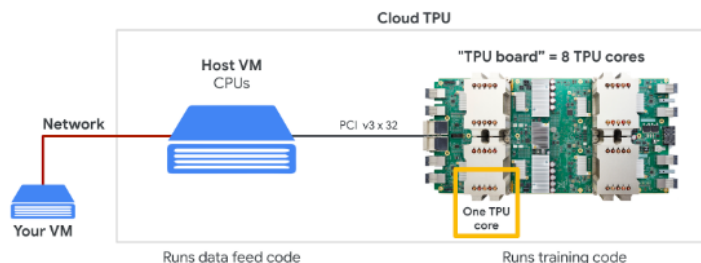 Cloud TPU
Host VM
CPUs
"TPU board" = 8 TPU cores
Network
PCI v3 x 32
Your VM
One TPU
core
Runs data feed code
Runs training code